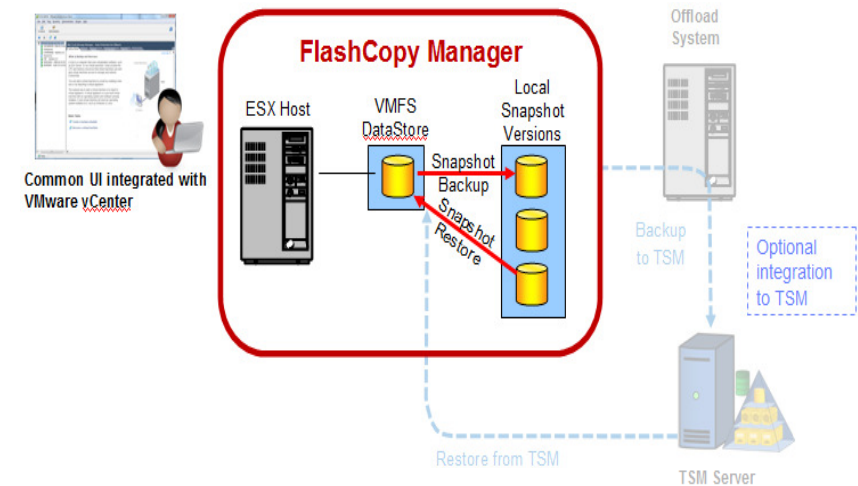 FlashCopy Manager
ESX Host
VMFS
DataStore
Local
Snapshot
Versions
Snapshot
Backup
Snapshot
Restore
Common UI integrated with
VMware vCenter
Offload
System
Backup
to TSM
Optional
integration
to TSM
Restore from TSM
TSM Server